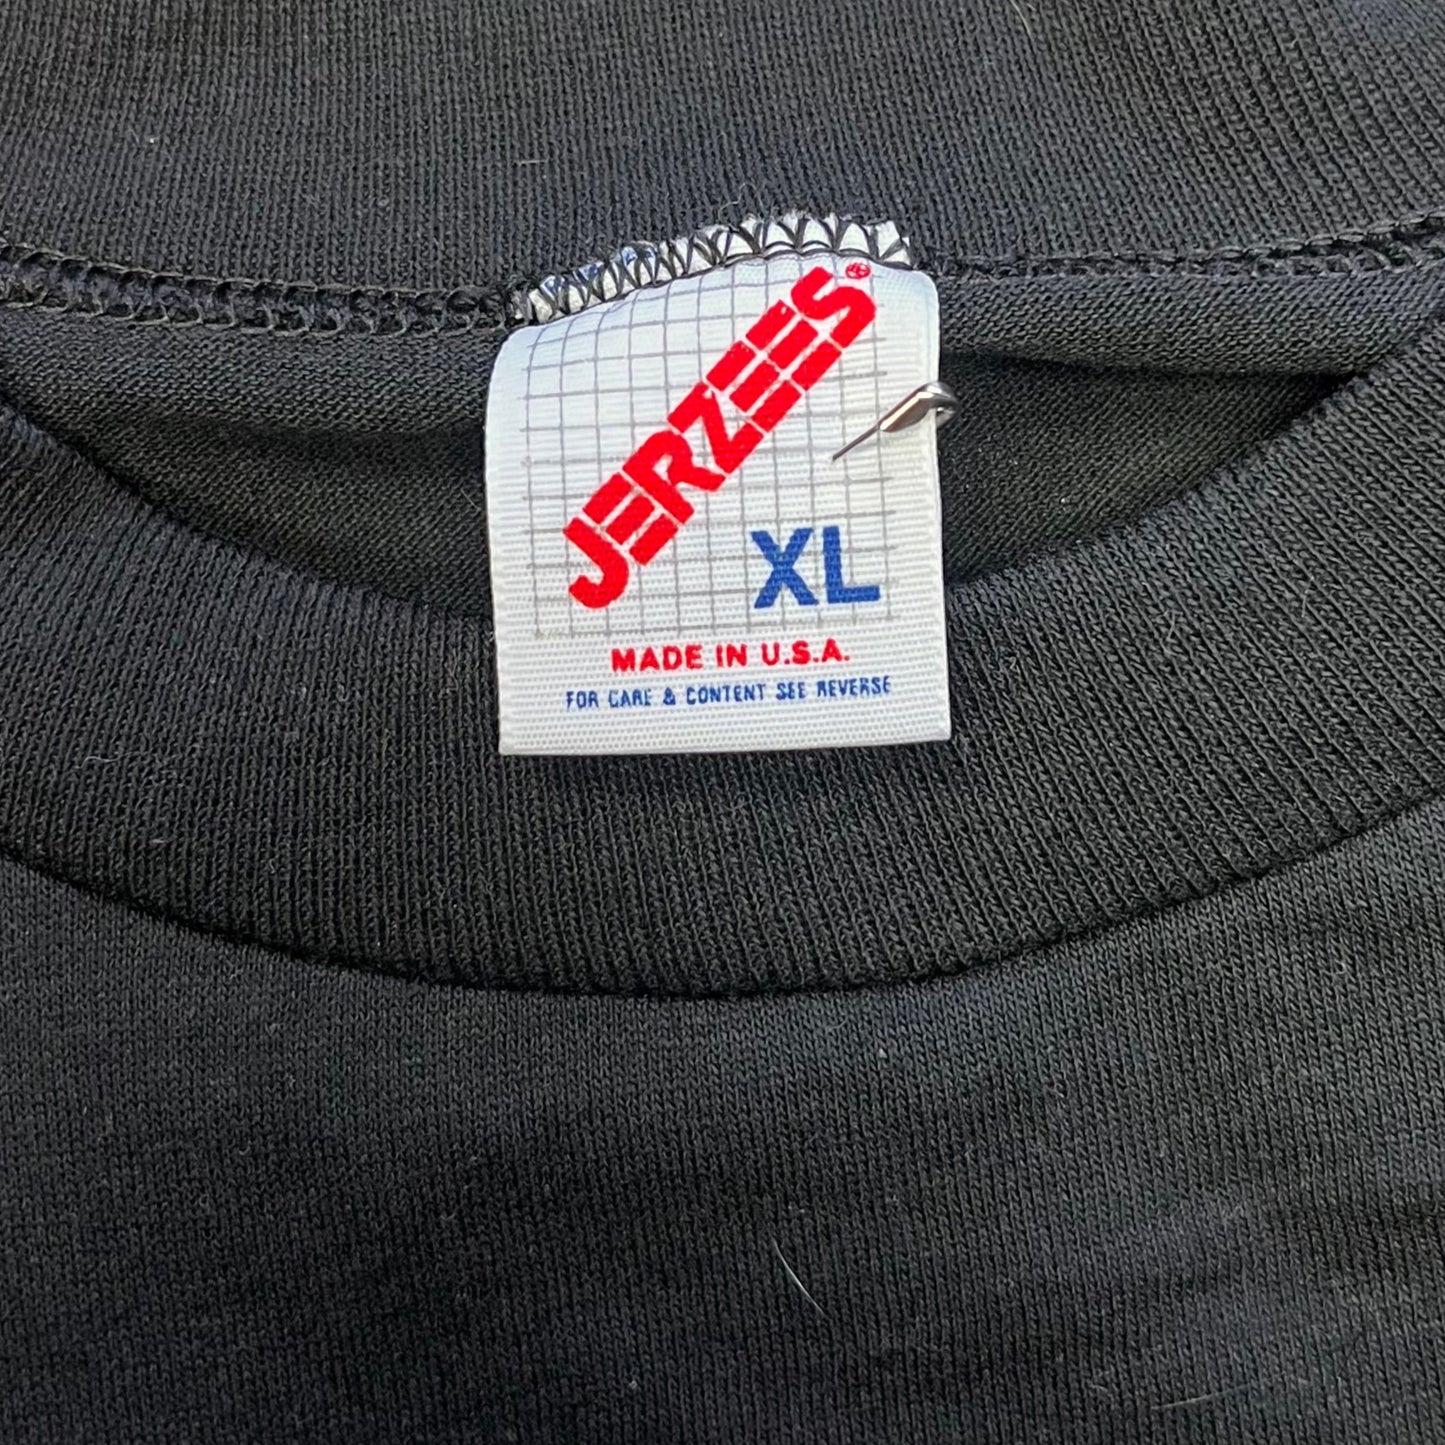 JERZEES®
XL
MADE IN U.S.A.
FOR CARE & CONTENT SEE REVERSE